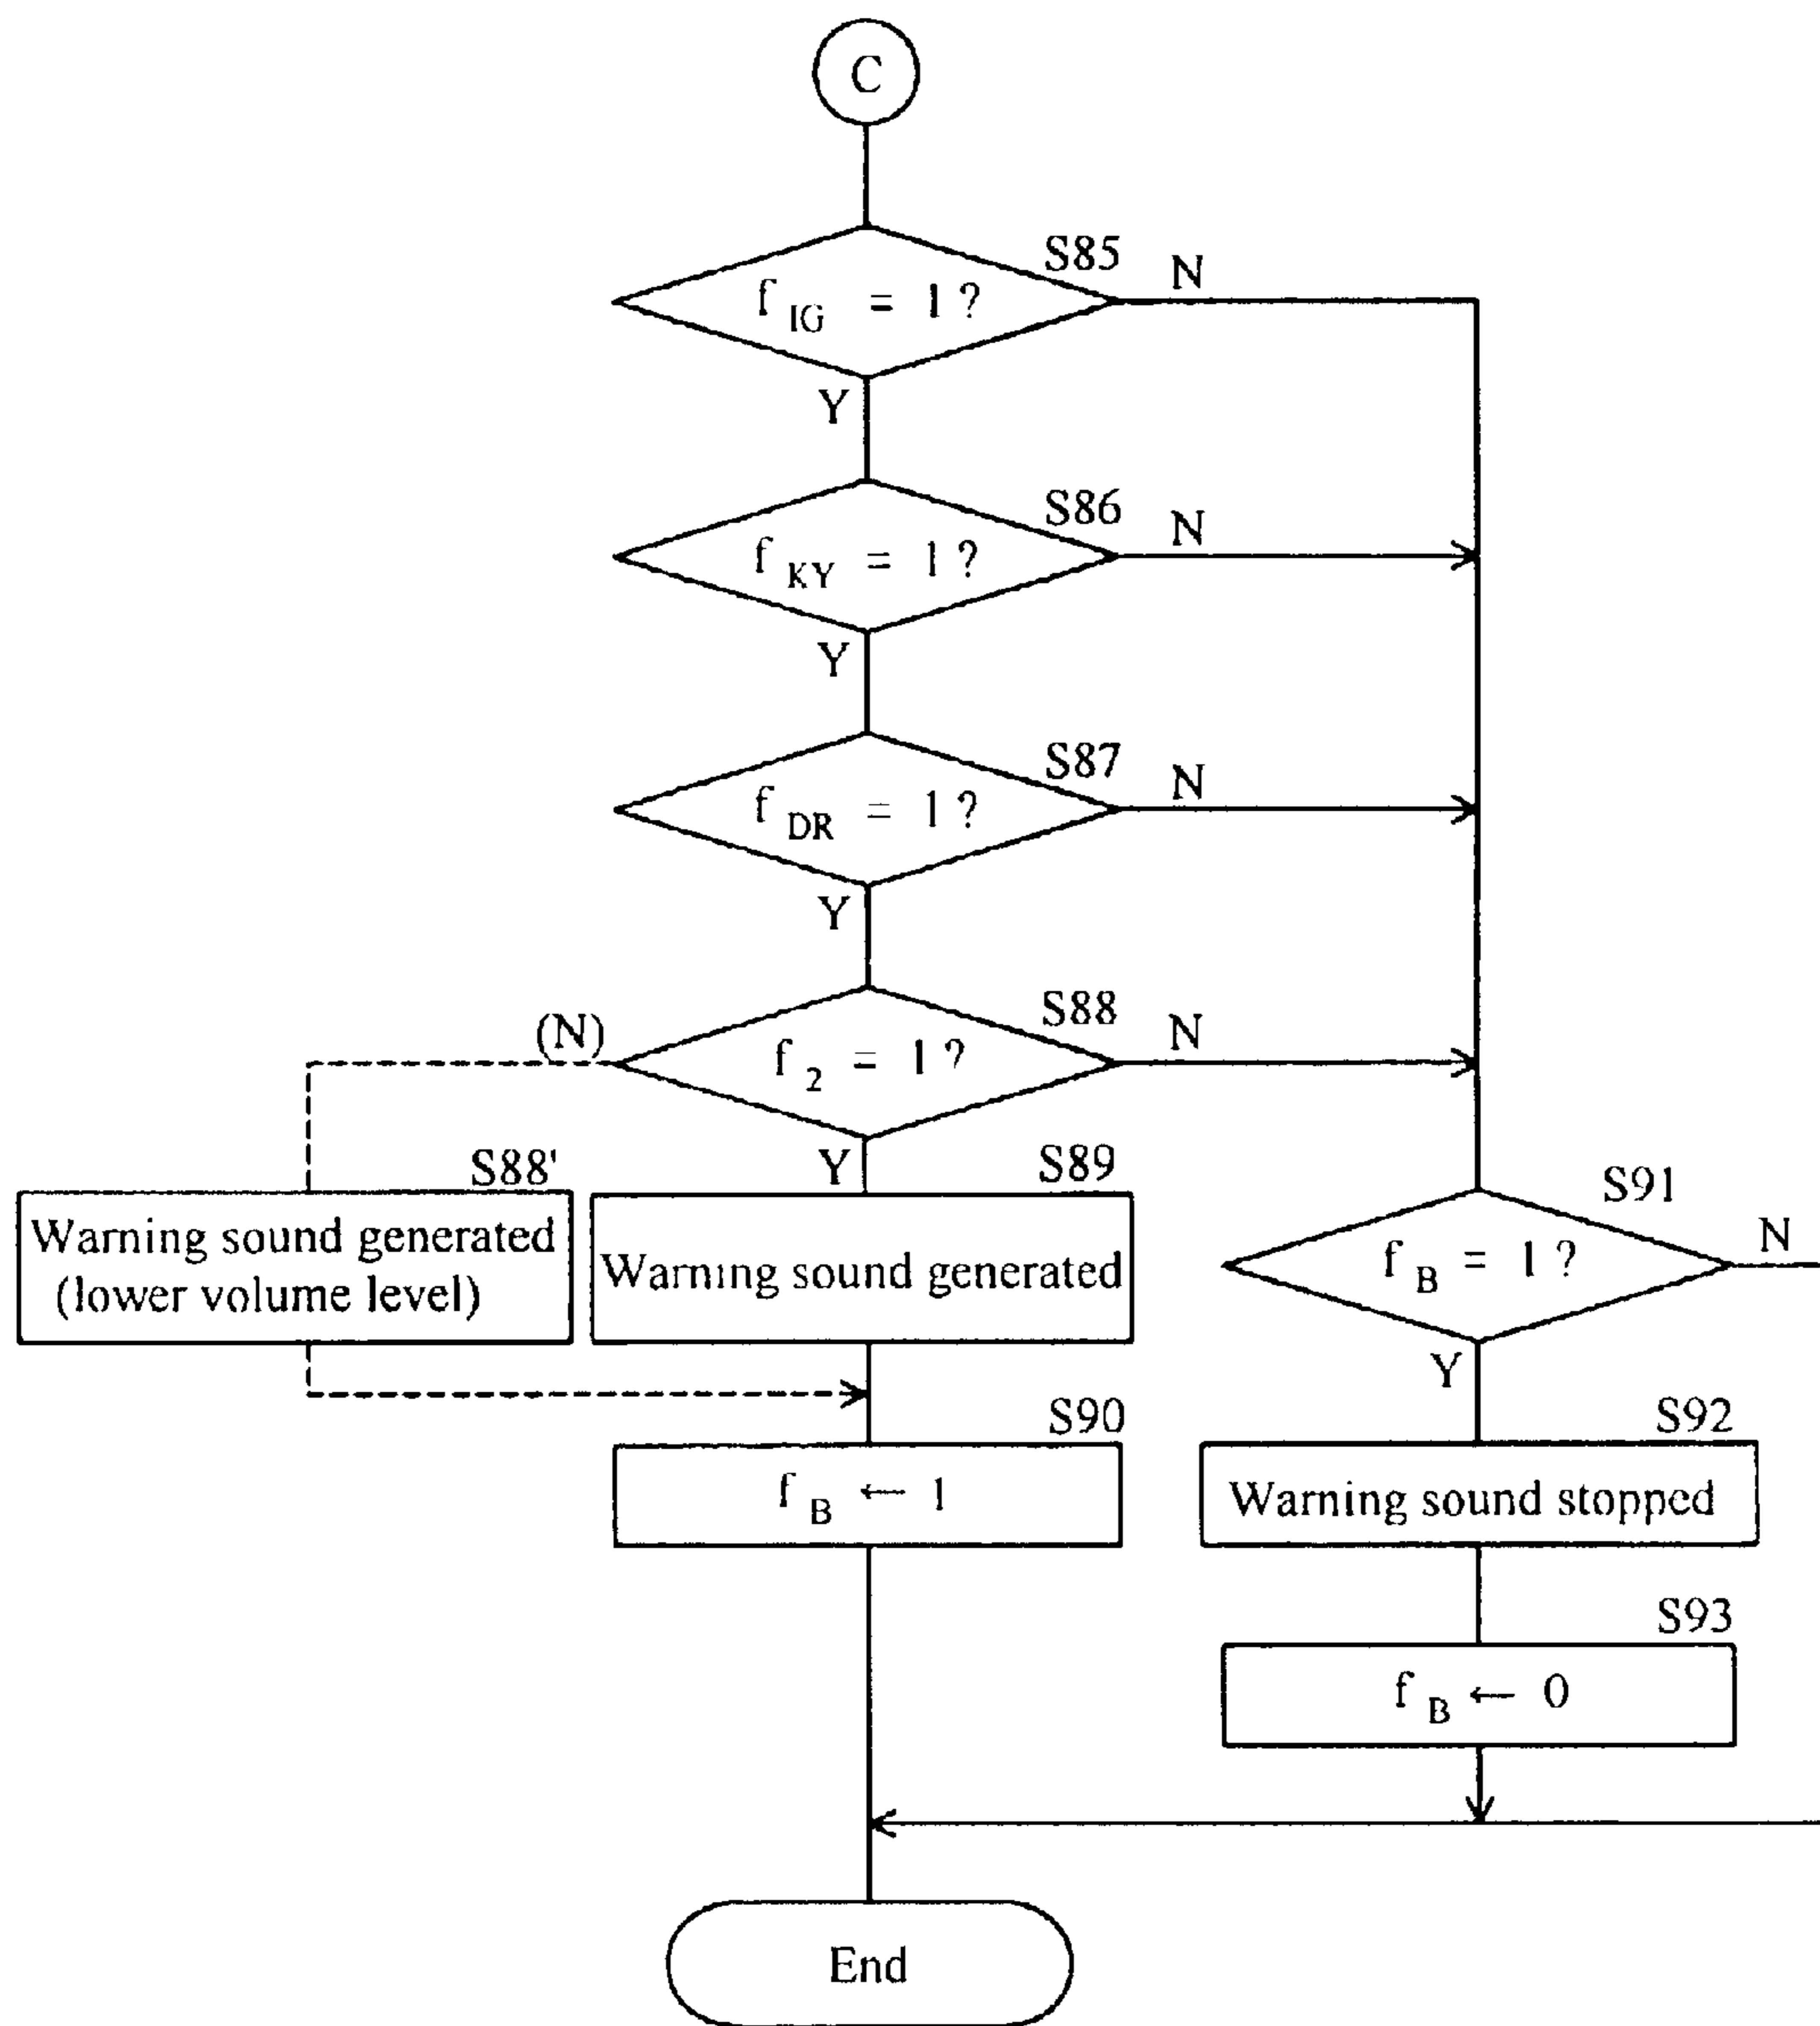 C
S85
f IG = 1 ?
N
Y
S86
f KY = 1 ?
N
Y
S87
f DR = 1 ?
N
Y
S88
(N)
f 2 = 1 ?
N
Y
S88'
Warning sound generated
(lower volume level)
S89
Warning sound generated
S91
f B = 1 ?
N
Y
S90
f B ← 1
S92
Warning sound stopped
S93
f B ← 0
End